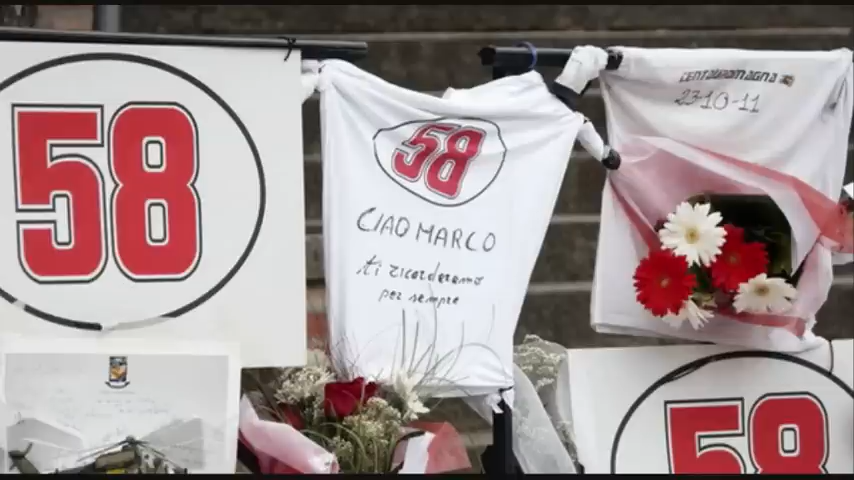 58
58
CIAO MARCO
ti ricorderemo
per sempre
23-10-11
58